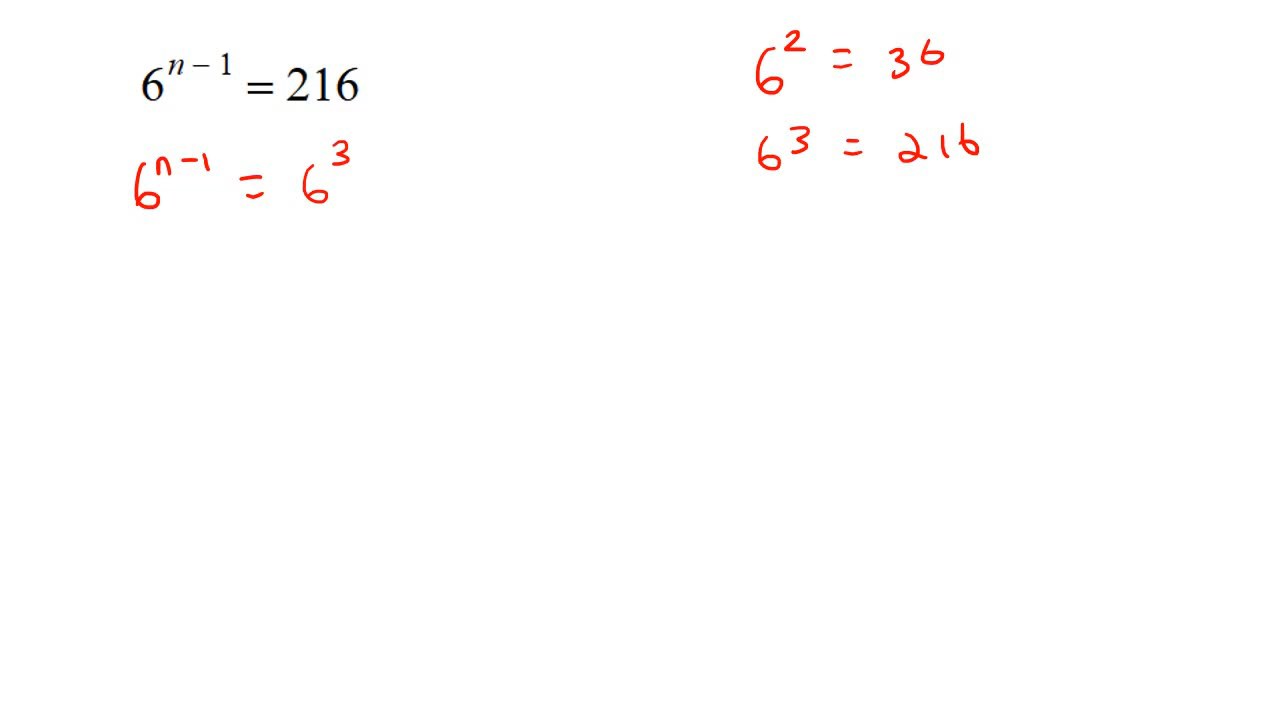 6^{n − 1} = 216
6^{n−1} = 6^3
6^2 = 36
6^3 = 216